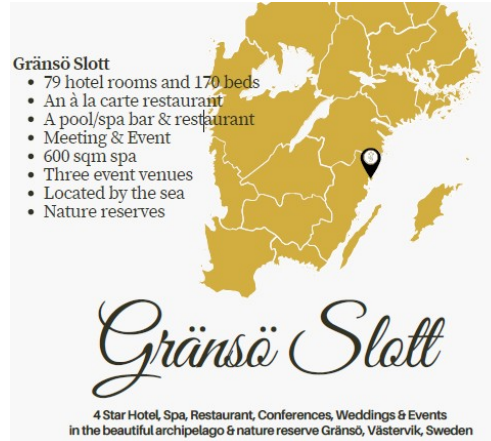 Gränsö Slott
• 79 hotel rooms and 170 beds
• An à la carte restaurant
• A pool/spa bar & restaurant
• Meeting & Event
• 600 sqm spa
• Three event venues
• Located by the sea
• Nature reserves
Gränsö Slott
4 Star Hotel, Spa, Restaurant, Conferences, Weddings & Events
in the beautiful archipelago & nature reserve Gränsö, Västervik, Sweden